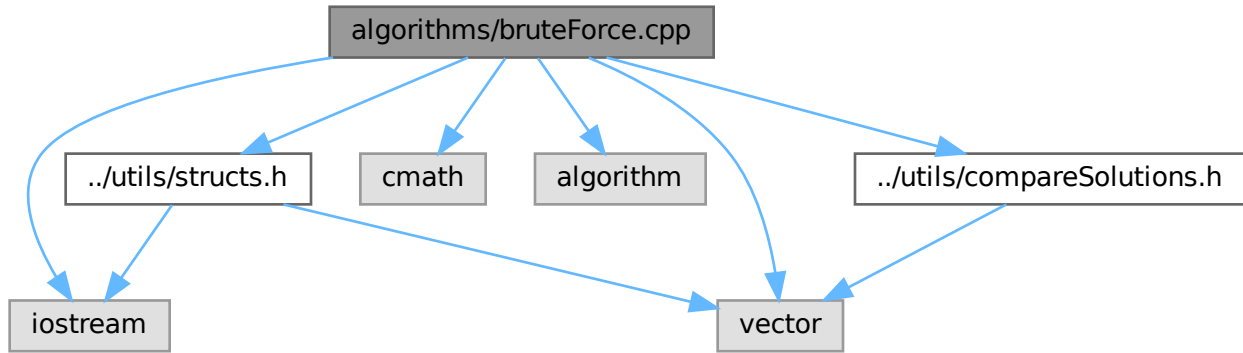 algorithms/bruteForce.cpp
../utils/structs.h
cmath
algorithm
../utils/compareSolutions.h
iostream
vector